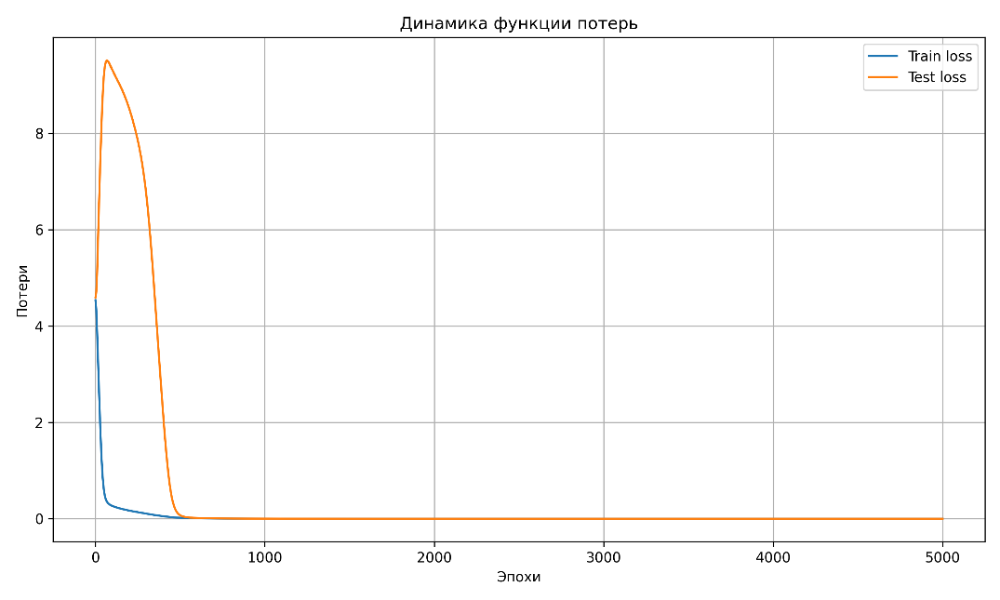 Динамика функции потерь
Train loss
Test loss
8
6
4
2
0
Потери
0 1000 2000 3000 4000 5000
Эпохи